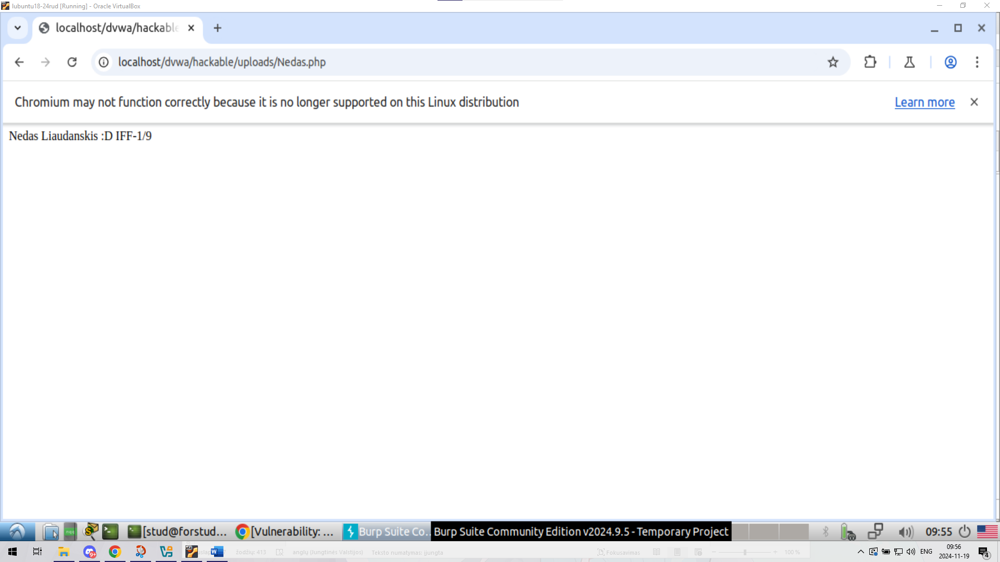 lubuntu18-24rud [Running] - Oracle VirtualBox
localhost/dvwa/hackable
localhost/dvwa/hackable/uploads/Nedas.php
Chromium may not function correctly because it is no longer supported on this Linux distribution
Learn more
Nedas Liaudanskis :D IFF-1/9
[stud@forstud... [Vulnerability: ... Burp Suite Co... Burp Suite Community Edition v2024.9.5 - Temporary Project 09:55
žodžių: 413 anglų (Jungtinės Valstijos) Teksto numatymas: įjungta Fokusavimas 100 % ENG 09:56
2024-11-19
9+
4